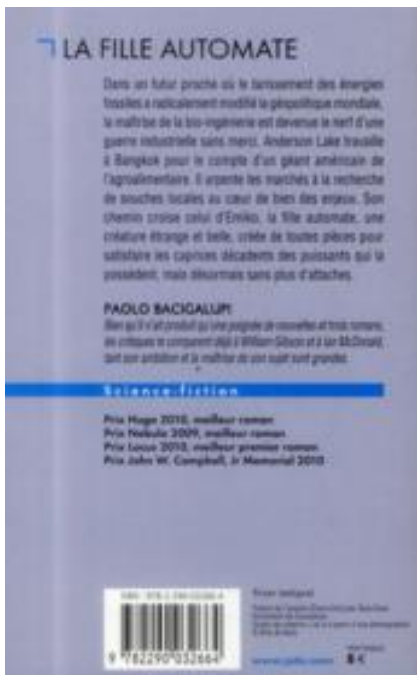 LA FILLE AUTOMATE
Dans un futur proche où le tarissement des énergies
fossiles a radicalement modifié la géopolitique mondiale,
la maîtrise de la bio-ingénierie est devenue le nerf d'une
guerre industrielle sans merci. Anderson Lake travaille
à Bangkok pour le compte d'un géant américain de
l'agroalimentaire. Il arpente les marchés à la recherche
de souches locales au cœur de bien des enjeux. Son
chemin croise celui d'Emiko, la fille automate, une
créature étrange et belle, créée de toutes pièces pour
satisfaire les caprices décadents des puissants qui la
possèdent, mais désormais sans plus d'attaches.
PAOLO BACIGALUPI
Bien qu'il n'ait produit qu'une poignée de nouvelles et trois romans,
les critiques le comparent déjà à William Gibson et à Ian McDonald,
tant son ambition et la maîtrise de son sujet sont grandes.
Science-fiction
Prix Hugo 2010, meilleur roman
Prix Nebula 2009, meilleur roman
Prix Locus 2010, meilleur premier roman
Prix John W. Campbell, Jr Memorial 2010
Texte intégral
8 €
9 782290 032664